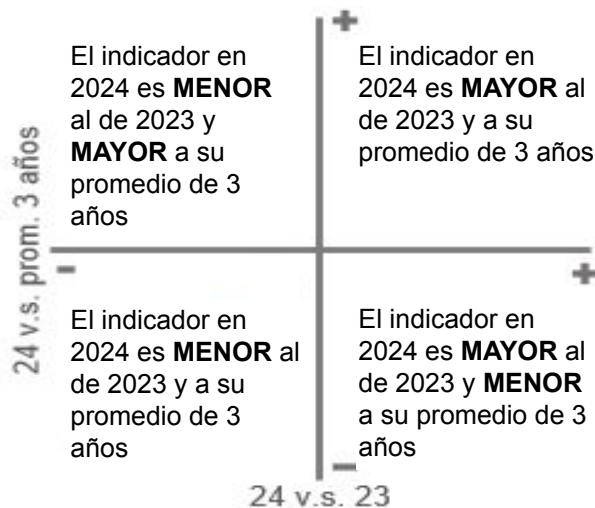 El indicador en
2024 es MENOR
al de 2023 y
MAYOR a su
promedio de 3
años
El indicador en
2024 es MAYOR al
de 2023 y a su
promedio de 3 años
24 v.s. prom. 3 años
El indicador en
2024 es MENOR al
de 2023 y a su
promedio de 3
años
El indicador en
2024 es MAYOR al
de 2023 y MENOR
a su promedio de 3
años
24 v.s. 23